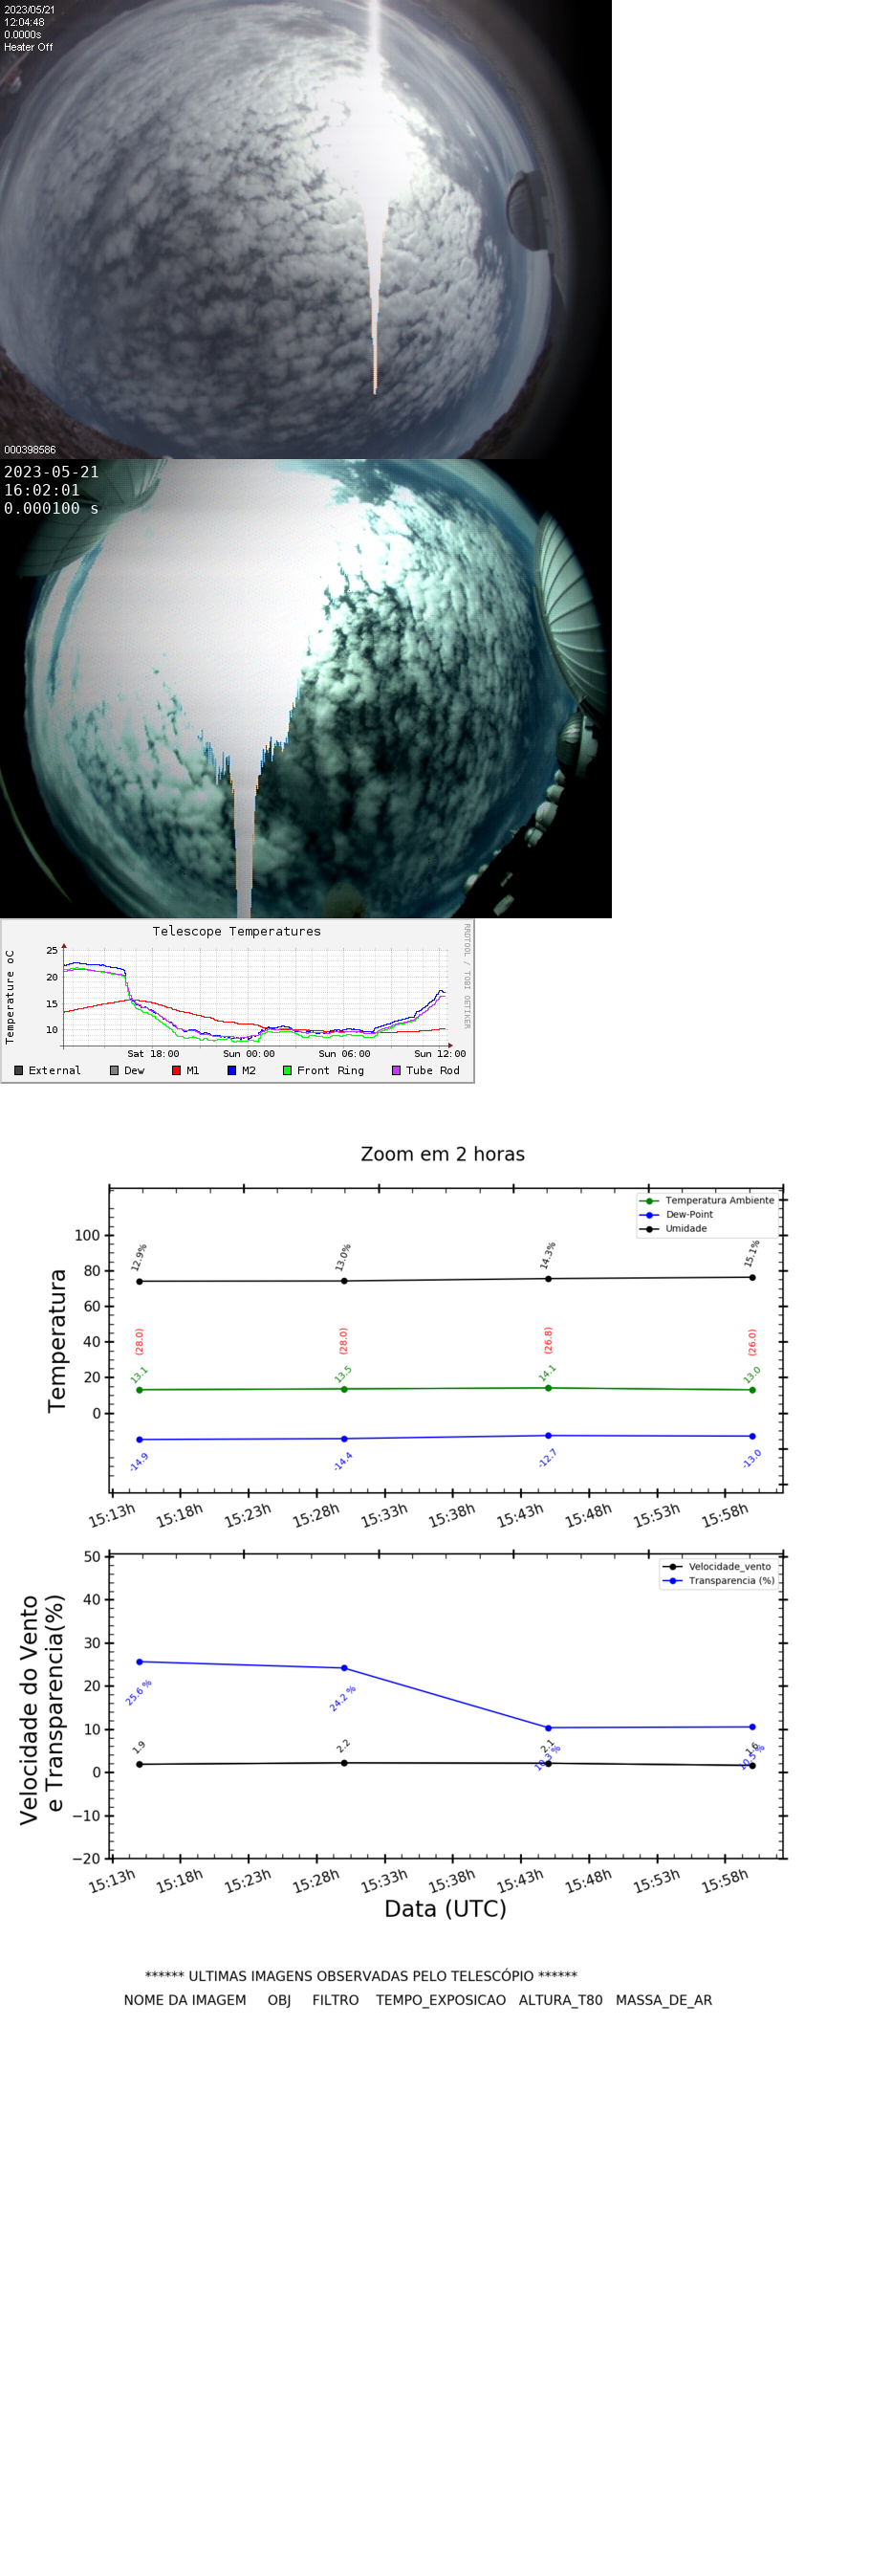 2023/05/21
12:04:48
0.0000s
Heater Off
000398586
2023-05-21
16:02:01
0.000100 s
Telescope Temperatures
RRDTOOL / TOBI OETIKER
Temperature oC
25
20
15
10
Sat 18:00 Sun 00:00 Sun 06:00 Sun 12:00
External Dew M1 M2 Front Ring Tube Rod
Zoom em 2 horas
Temperatura Ambiente
Dew-Point
Umidade
Temperatura
100
80
60
40
20
0
12.9% 13.0% 14.3% 15.1%
(28.0) (28.0) (26.8) (26.0)
13.1 13.5 14.1 13.0
-14.9 -14.4 -12.7 -13.0
15:13h 15:18h 15:23h 15:28h 15:33h 15:38h 15:43h 15:48h 15:53h 15:58h
Velocidade_vento
Transparencia (%)
Velocidade do Vento
e Transparencia(%)
50
40
30
20
10
0
−10
−20
25.6 % 24.2 % 10.3 % 10.5 %
1.9 2.2 2.1 1.6
15:13h 15:18h 15:23h 15:28h 15:33h 15:38h 15:43h 15:48h 15:53h 15:58h
Data (UTC)
****** ULTIMAS IMAGENS OBSERVADAS PELO TELESCÓPIO ******
NOME DA IMAGEM OBJ FILTRO TEMPO_EXPOSICAO ALTURA_T80 MASSA_DE_AR